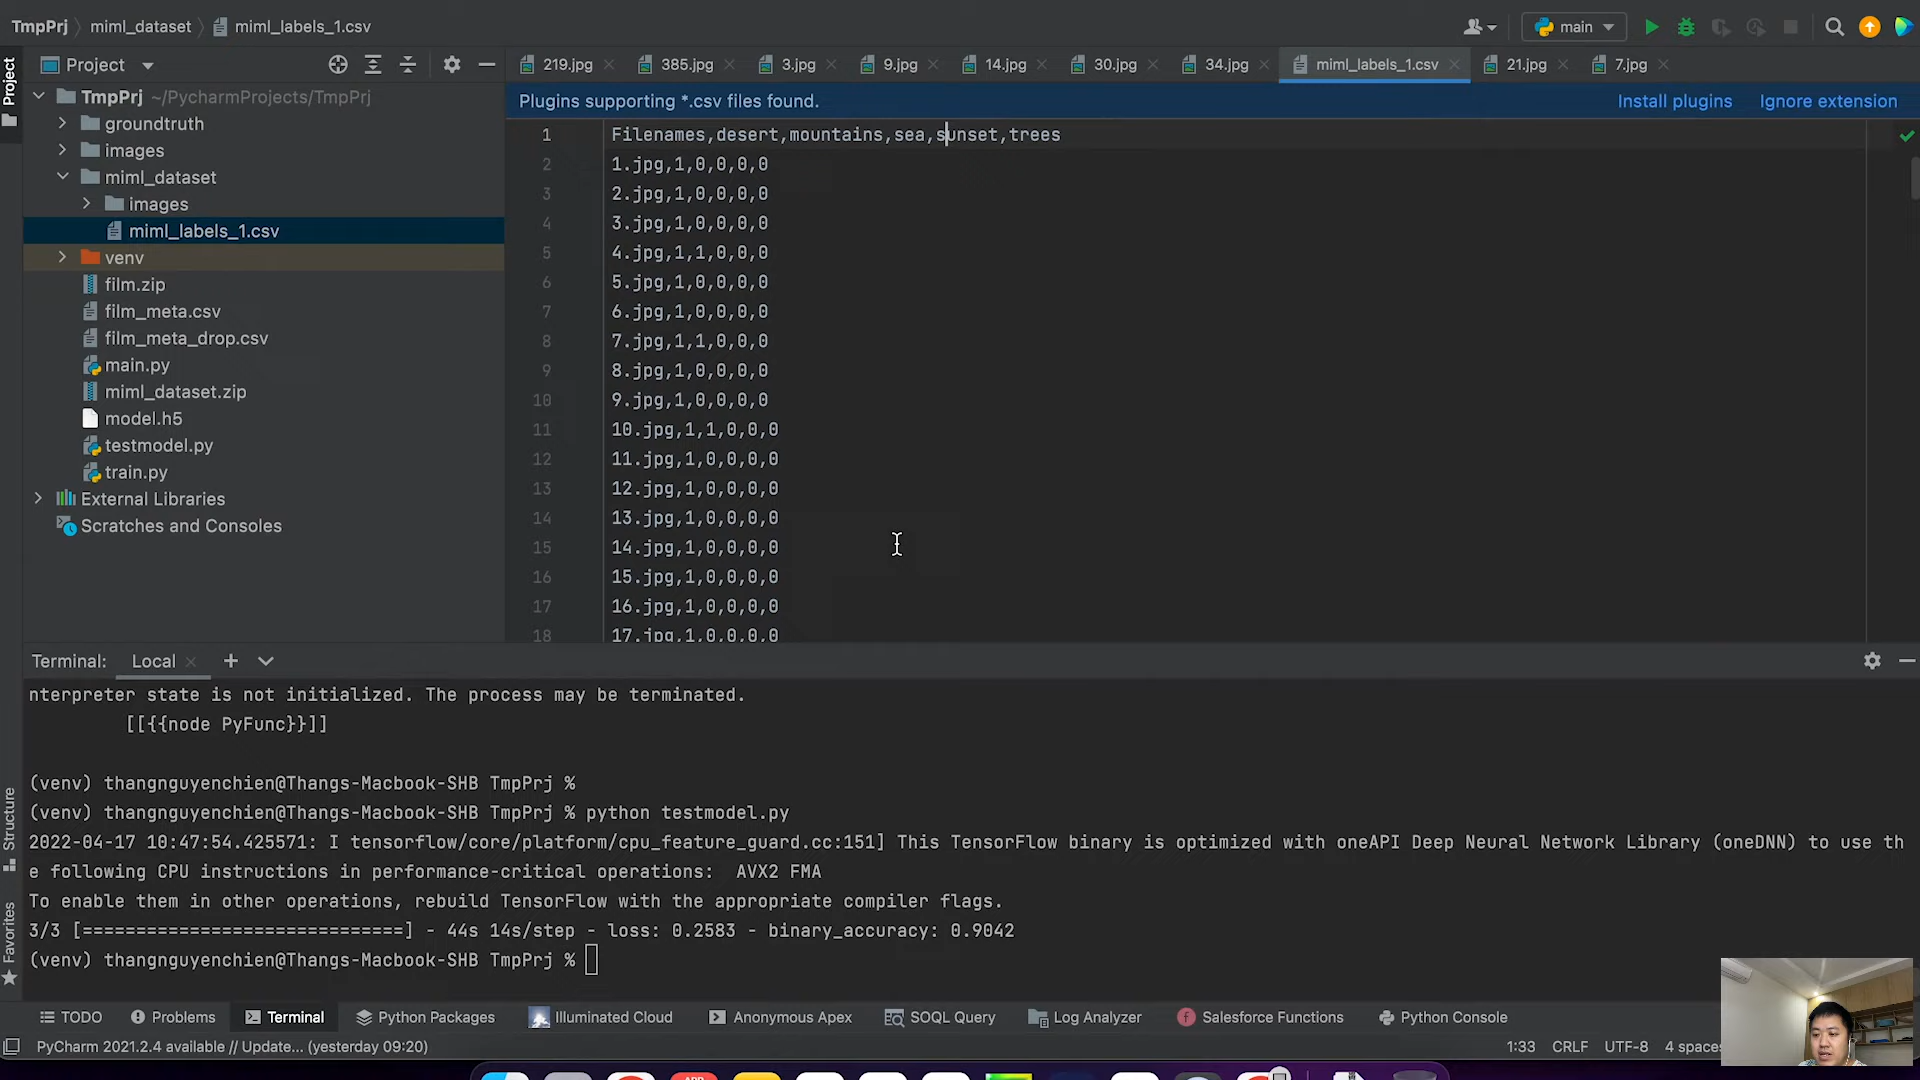 TmpPrj miml_dataset miml_labels_1.csv
main
Project
219.jpg 385.jpg 3.jpg 9.jpg 14.jpg 30.jpg 34.jpg miml_labels_1.csv 21.jpg 7.jpg
Project
TmpPrj ~/PycharmProjects/TmpPrj
groundtruth
images
miml_dataset
images
miml_labels_1.csv
venv
film.zip
film_meta.csv
film_meta_drop.csv
main.py
miml_dataset.zip
model.h5
testmodel.py
train.py
External Libraries
Scratches and Consoles
Plugins supporting *.csv files found. Install plugins Ignore extension
1 Filenames,desert,mountains,sea,sunset,trees
2 1.jpg,1,0,0,0,0
3 2.jpg,1,0,0,0,0
4 3.jpg,1,0,0,0,0
5 4.jpg,1,1,0,0,0
6 5.jpg,1,0,0,0,0
7 6.jpg,1,0,0,0,0
8 7.jpg,1,1,0,0,0
9 8.jpg,1,0,0,0,0
10 9.jpg,1,0,0,0,0
11 10.jpg,1,1,0,0,0
12 11.jpg,1,0,0,0,0
13 12.jpg,1,0,0,0,0
14 13.jpg,1,0,0,0,0
15 14.jpg,1,0,0,0,0
16 15.jpg,1,0,0,0,0
17 16.jpg,1,0,0,0,0
18 17.jpg,1,0,0,0,0
Terminal: Local
nterpreter state is not initialized. The process may be terminated.
[[{{node PyFunc}}]]
(venv) thangnguyenchien@Thangs-Macbook-SHB TmpPrj %
(venv) thangnguyenchien@Thangs-Macbook-SHB TmpPrj % python testmodel.py
2022-04-17 10:47:54.425571: I tensorflow/core/platform/cpu_feature_guard.cc:151] This TensorFlow binary is optimized with oneAPI Deep Neural Network Library (oneDNN) to use th
e following CPU instructions in performance-critical operations:  AVX2 FMA
To enable them in other operations, rebuild TensorFlow with the appropriate compiler flags.
3/3 [==============================] - 44s 14s/step - loss: 0.2583 - binary_accuracy: 0.9042
(venv) thangnguyenchien@Thangs-Macbook-SHB TmpPrj %
Structure
Favorites
TODO Problems Terminal Python Packages Illuminated Cloud Anonymous Apex SOQL Query Log Analyzer Salesforce Functions Python Console
PyCharm 2021.2.4 available // Update... (yesterday 09:20) 1:33 CRLF UTF-8 4 spaces